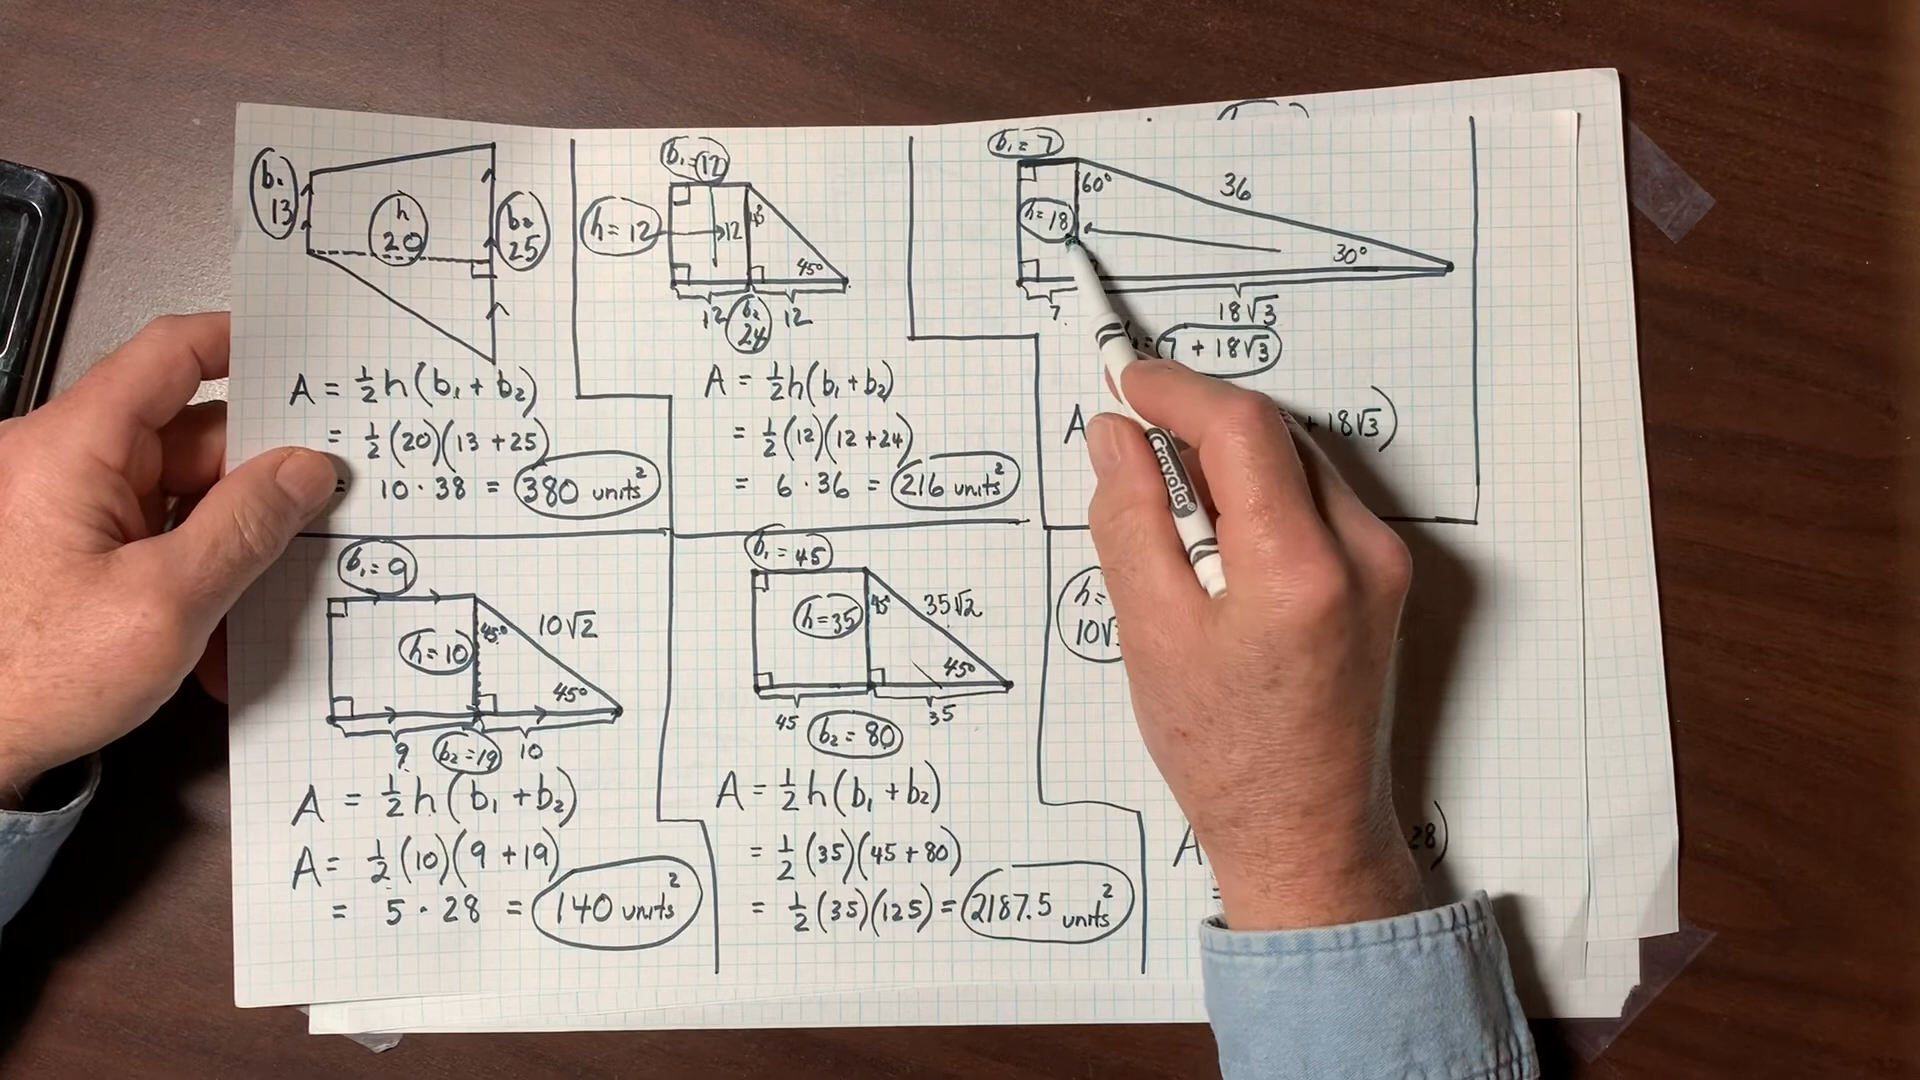 b₁
13
h
20
b₂
25
A = ½h(b₁ + b₂)
= ½(20)(13 + 25)
= 10 · 38 = 380 units²
b₁ = 12
h = 12
12
45°
45°
12
b₂
24
12
A = ½h(b₁ + b₂)
= ½(12)(12 + 24)
= 6 · 36 = 216 units²
b₁ = 7
60°
36
h = 18
30°
7
18√3
= 7 + 18√3
A
+ 18√3)
b₁ = 9
10√2
45°
h = 10
45°
9
b₂ = 19
10
A = ½h(b₁ + b₂)
A = ½(10)(9 + 19)
= 5 · 28 = 140 units²
b₁ = 45
45°
35√2
h = 35
45°
45
35
b₂ = 80
A = ½h(b₁ + b₂)
= ½(35)(45 + 80)
= ½(35)(125) = 2187.5 units²
h =
10√
A
28)
=
Crayola